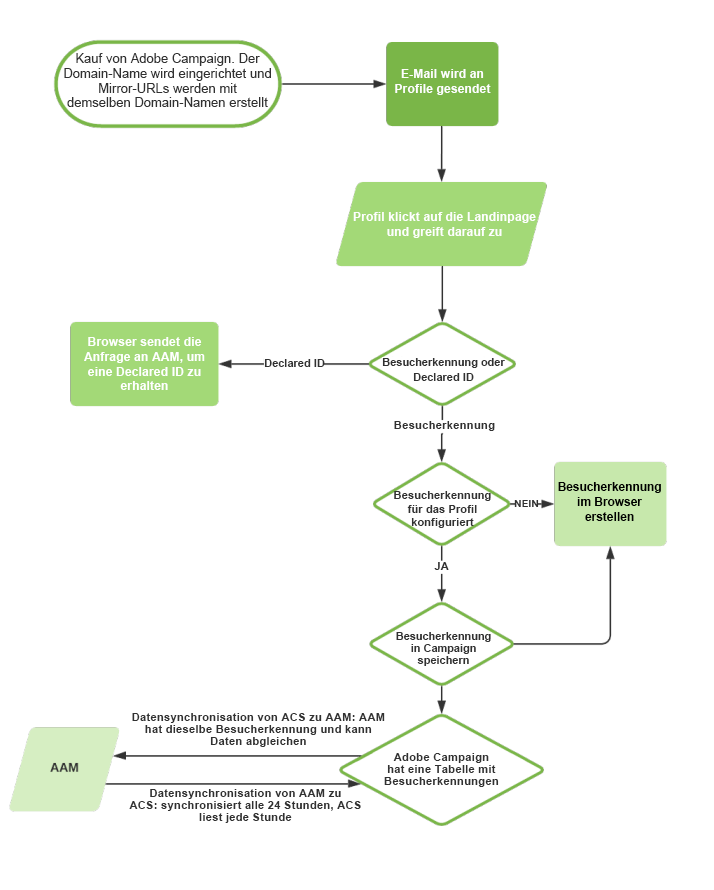 Kauf von Adobe Campaign. Der
Domain-Name wird eingerichtet und
Mirror-URLs werden mit
demselben Domain-Namen erstellt
E-Mail wird an
Profile gesendet
Profil klickt auf die Landinpage
und greift darauf zu
Besucherkennung oder
Declared ID
Declared ID
Browser sendet die
Anfrage an AAM, um
eine Declared ID zu
erhalten
Besucherkennung
Besucherkennung
für das Profil
konfiguriert
NEIN
Besucherkennung
im Browser
erstellen
JA
Besucherkennung
in Campaign
speichern
Datensynchronisation von ACS zu AAM: AAM
hat dieselbe Besucherkennung und kann
Daten abgleichen
Adobe Campaign
hat eine Tabelle mit
Besucherkennungen
AAM
Datensynchronisation von AAM zu
ACS: synchronisiert alle 24 Stunden, ACS
liest jede Stunde